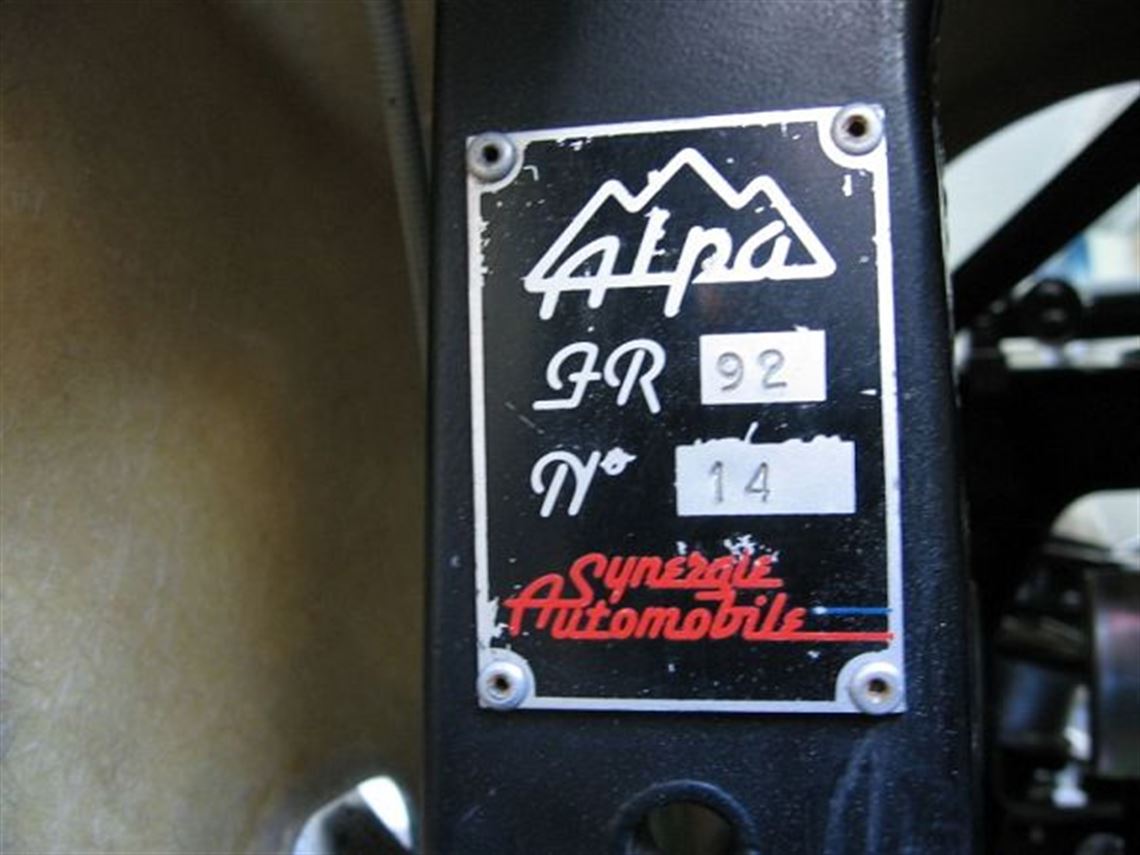 Alpa
FR 92
N° 14
Synergie
Automobile